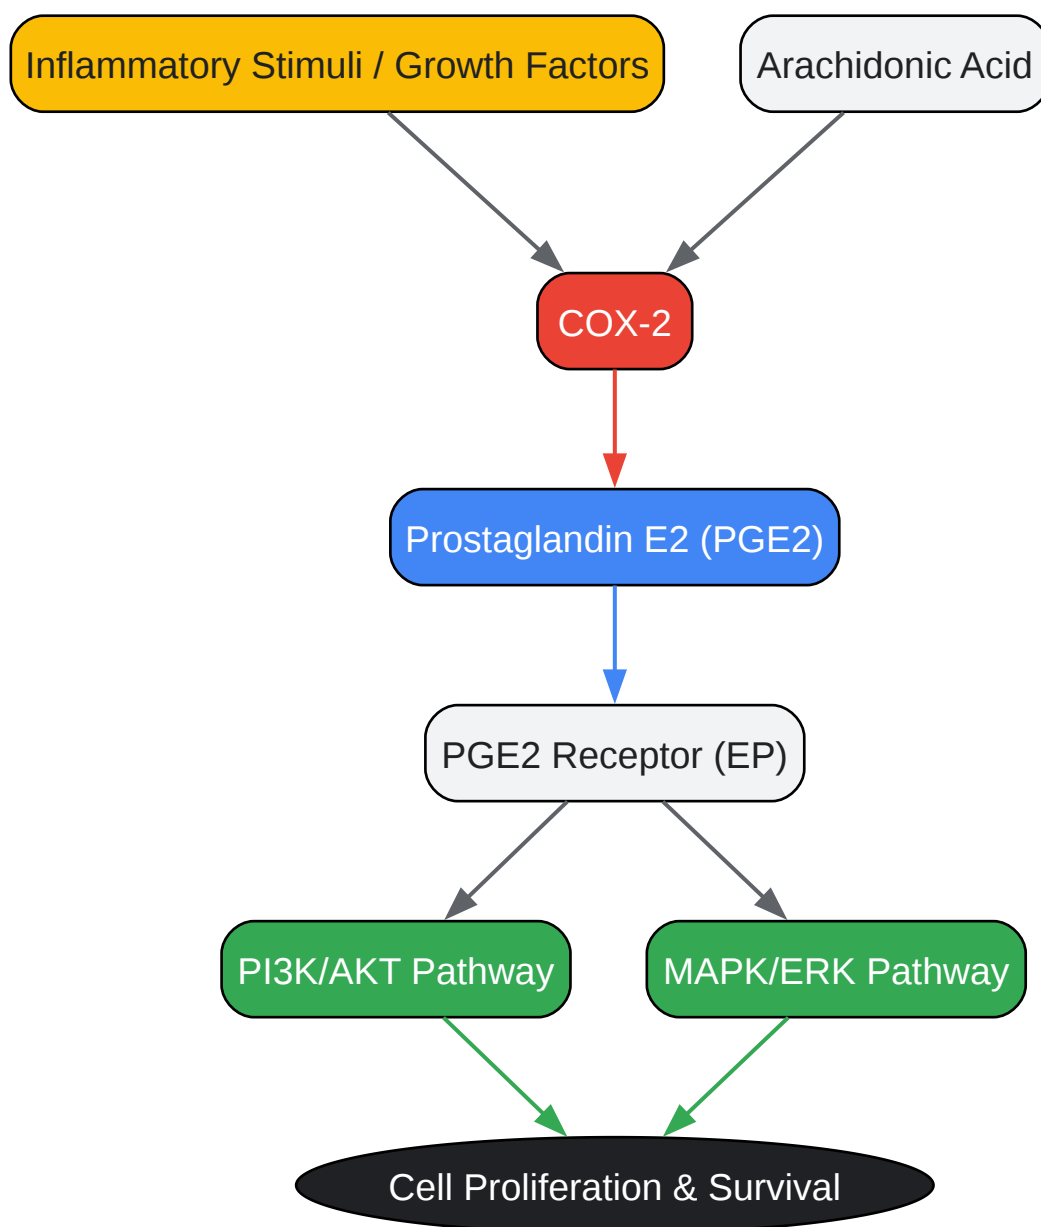 Inflammatory Stimuli / Growth Factors
Arachidonic Acid
COX-2
Prostaglandin E2 (PGE2)
PGE2 Receptor (EP)
PI3K/AKT Pathway
MAPK/ERK Pathway
Cell Proliferation & Survival